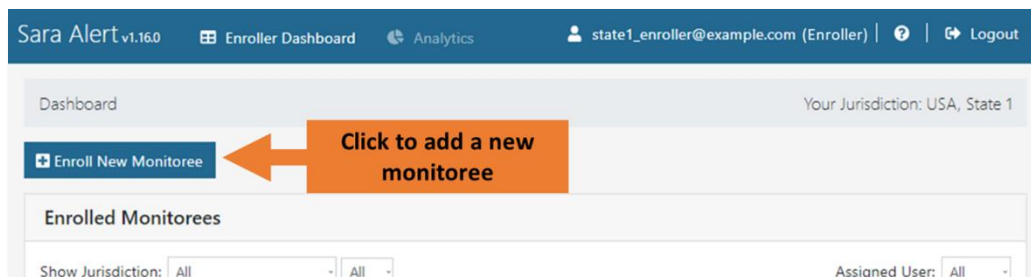 Sara Alert v1.16.0 Enroller Dashboard Analytics state1_enroller@example.com (Enroller) | ? | Logout
Dashboard Your Jurisdiction: USA, State 1
Enroll New Monitoree
Click to add a new
monitoree
Enrolled Monitorees
Show Jurisdiction: All All Assigned User: All